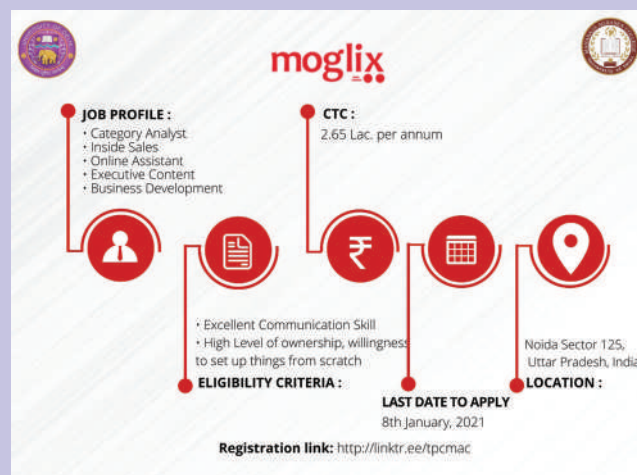 moglix
JOB PROFILE :
• Category Analyst
• Inside Sales
• Online Assistant
• Executive Content
• Business Development
CTC :
2.65 Lac. per annum
• Excellent Communication Skill
• High Level of ownership, willingness
to set up things from scratch
ELIGIBILITY CRITERIA :
LAST DATE TO APPLY
8th January, 2021
Noida Sector 125,
Uttar Pradesh, India
LOCATION :
Registration link: http://linktr.ee/tpcmac